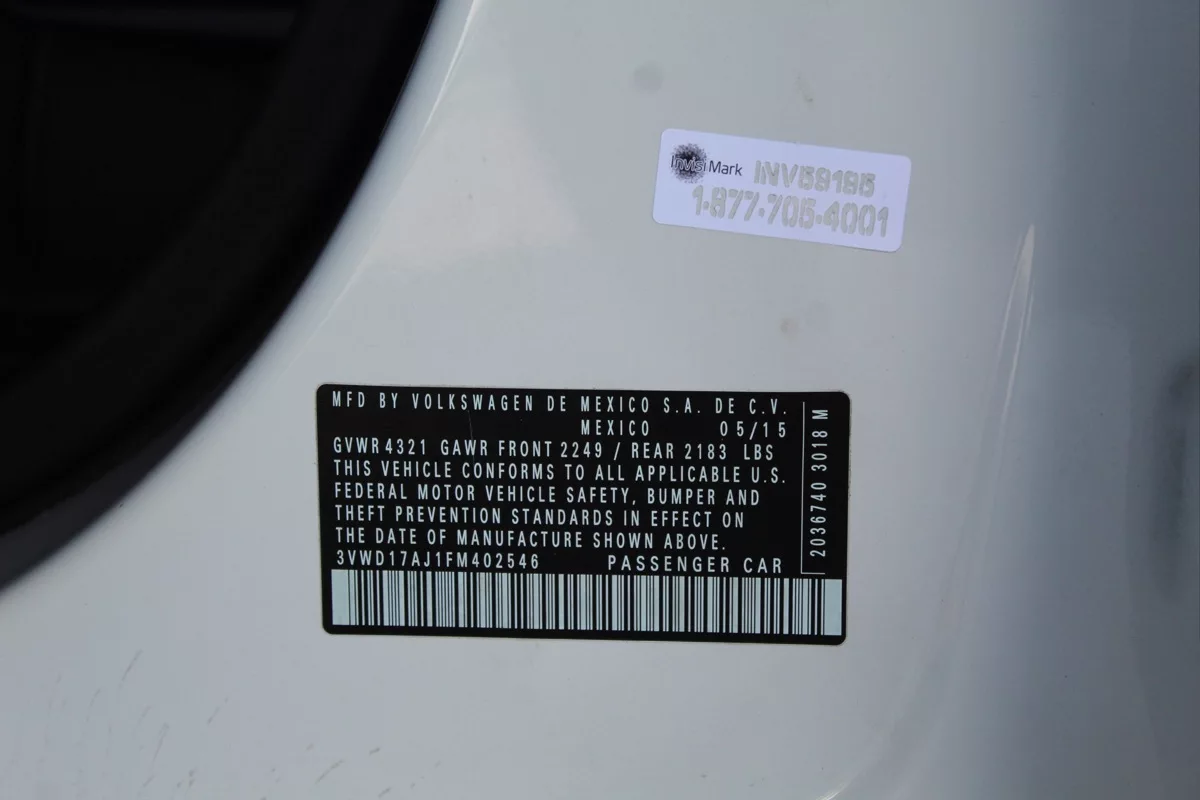 InvisiMark INV59195
1·877·705·4001
MFD BY VOLKSWAGEN DE MEXICO S.A. DE C.V.
MEXICO 05/15
GVWR 4321 GAWR FRONT 2249 / REAR 2183 LBS
THIS VEHICLE CONFORMS TO ALL APPLICABLE U.S.
FEDERAL MOTOR VEHICLE SAFETY, BUMPER AND
THEFT PREVENTION STANDARDS IN EFFECT ON
THE DATE OF MANUFACTURE SHOWN ABOVE.
3VWD17AJ1FM402546 PASSENGER CAR
2036740 3018 M